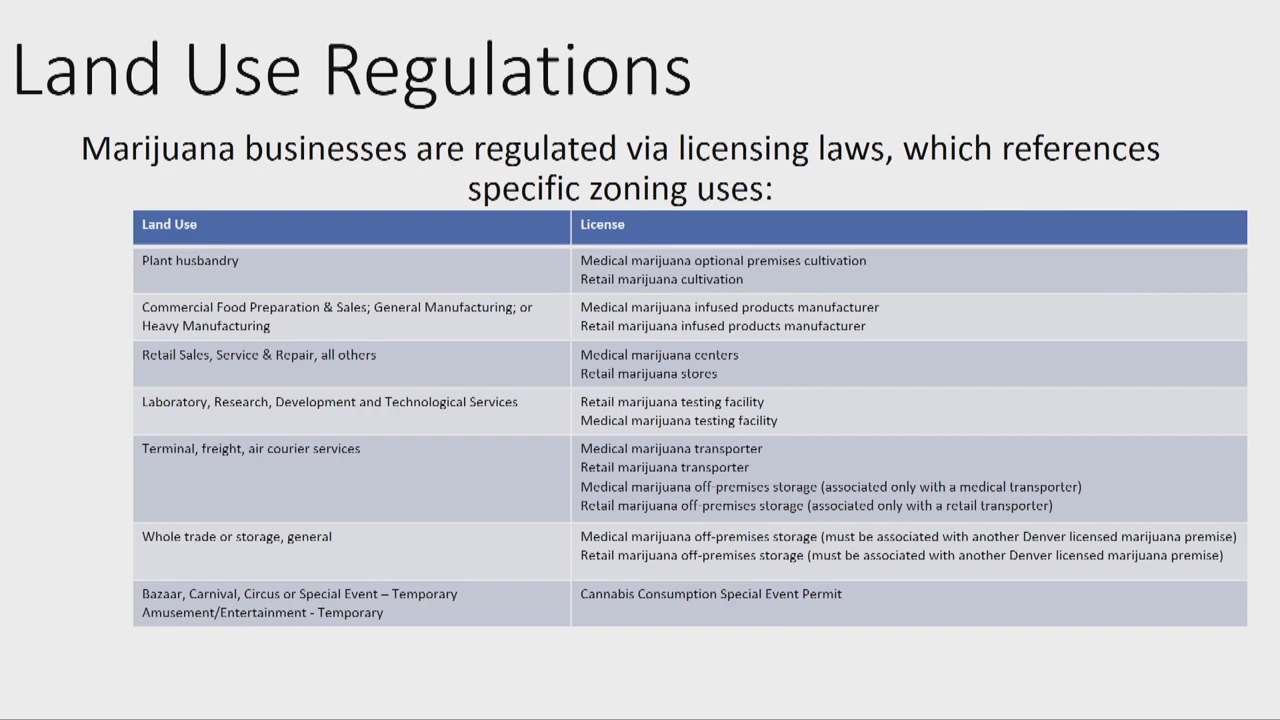 Land Use Regulations
Marijuana businesses are regulated via licensing laws, which references
specific zoning uses:
Land Use
License
Plant husbandry
Medical marijuana optional premises cultivation
Retail marijuana cultivation
Commercial Food Preparation & Sales; General Manufacturing; or
Heavy Manufacturing
Medical marijuana infused products manufacturer
Retail marijuana infused products manufacturer
Retail Sales, Service & Repair, all others
Medical marijuana centers
Retail marijuana stores
Laboratory, Research, Development and Technological Services
Retail marijuana testing facility
Medical marijuana testing facility
Terminal, freight, air courier services
Medical marijuana transporter
Retail marijuana transporter
Medical marijuana off-premises storage (associated only with a medical transporter)
Retail marijuana off-premises storage (associated only with a retail transporter)
Whole trade or storage, general
Medical marijuana off-premises storage (must be associated with another Denver licensed marijuana premise)
Retail marijuana off-premises storage (must be associated with another Denver licensed marijuana premise)
Bazaar, Carnival, Circus or Special Event – Temporary
Amusement/Entertainment - Temporary
Cannabis Consumption Special Event Permit